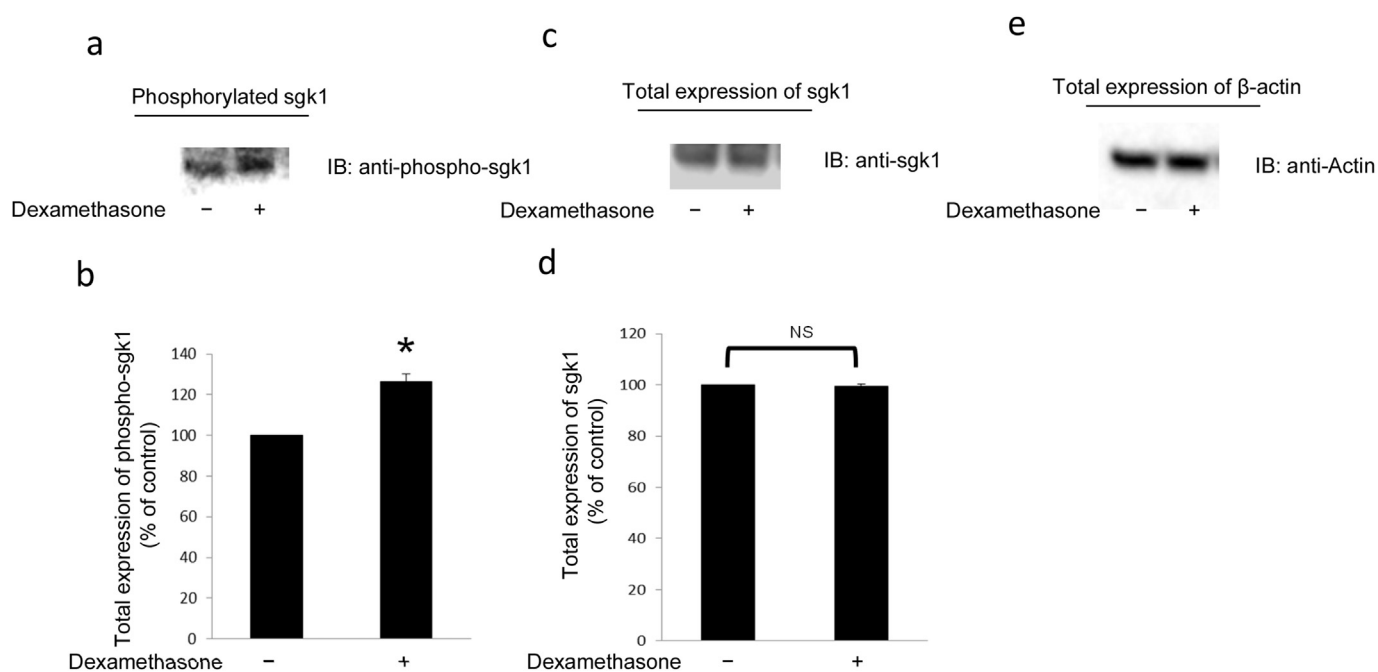 a
Phosphorylated sgk1
IB: anti-phospho-sgk1
Dexamethasone − +
c
Total expression of sgk1
IB: anti-sgk1
Dexamethasone − +
e
Total expression of β-actin
IB: anti-Actin
Dexamethasone − +
b
Total expression of phospho-sgk1
(% of control)
140
120
100
80
60
40
20
0
*
Dexamethasone − +
d
Total expression of sgk1
(% of control)
120
100
80
60
40
20
0
NS
Dexamethasone − +